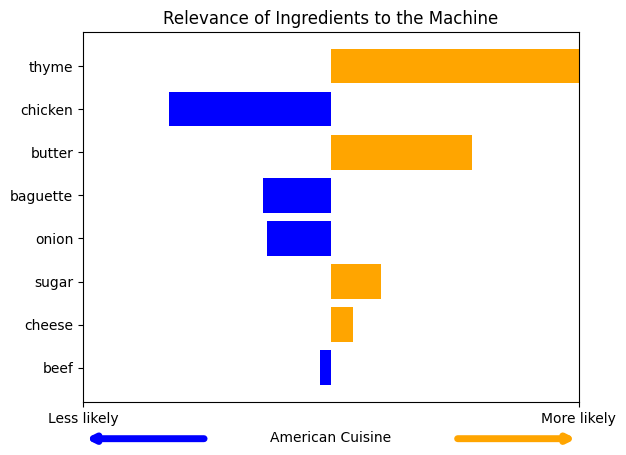 Relevance of Ingredients to the Machine
thyme
chicken
butter
baguette
onion
sugar
cheese
beef
Less likely
More likely
American Cuisine